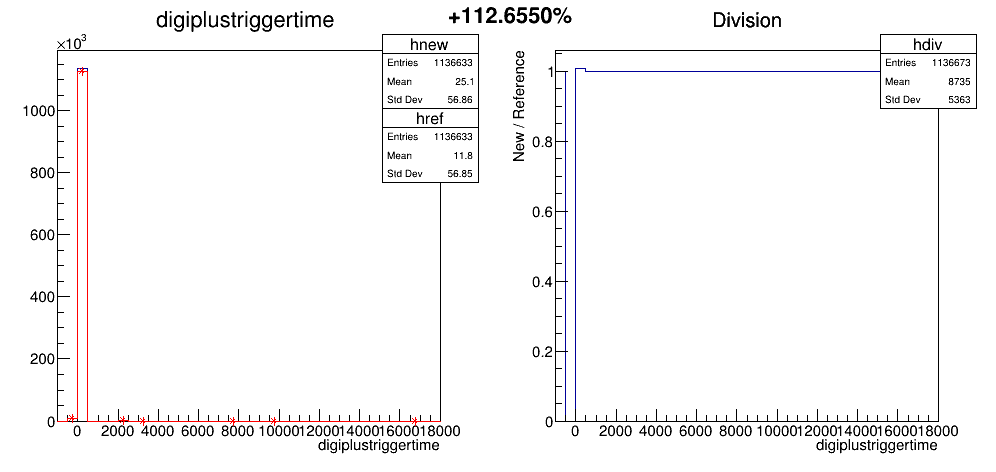 digiplustriggertime
+112.6550%
Division
×10³
hnew
Entries 1136633
Mean 25.1
Std Dev 56.86
href
Entries 1136633
Mean 11.8
Std Dev 56.85
1000
800
600
400
200
0
0 2000 4000 6000 8000 10000 12000 14000 16000 18000
digiplustriggertime
hdiv
Entries 1136673
Mean 8735
Std Dev 5363
New / Reference
1
0.8
0.6
0.4
0.2
0
0 2000 4000 6000 8000 10000 12000 14000 16000 18000
digiplustriggertime